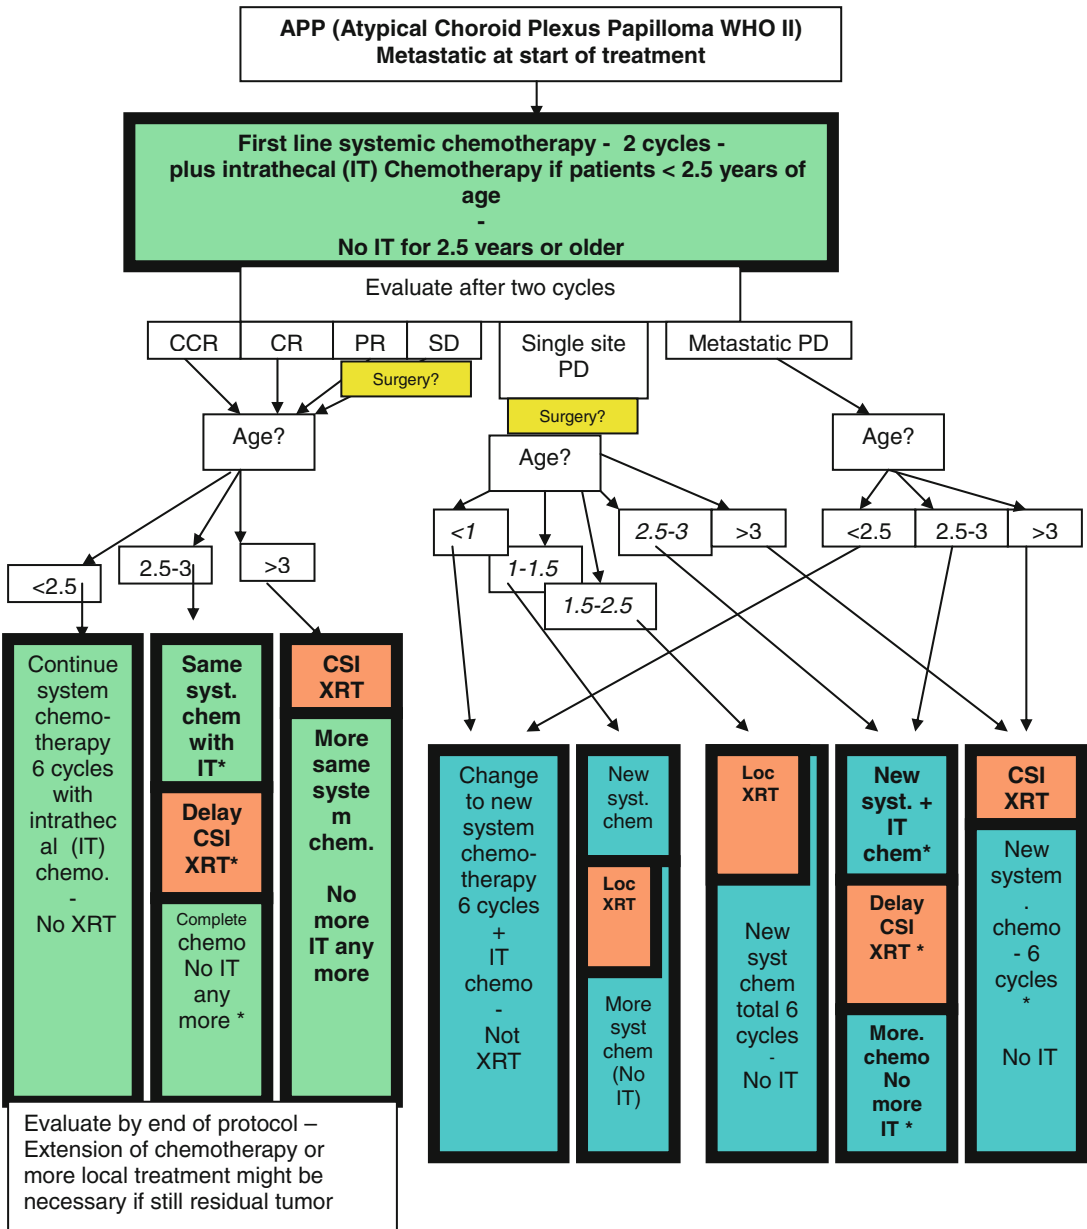 APP (Atypical Choroid Plexus Papilloma WHO II)
Metastatic at start of treatment
First line systemic chemotherapy - 2 cycles -
plus intrathecal (IT) Chemotherapy if patients < 2.5 years of
age
-
No IT for 2.5 years or older
Evaluate after two cycles
CCR
CR
PR
SD
Surgery?
Single site
PD
Surgery?
Metastatic PD
Age?
Age?
Age?
<2.5
2.5-3
>3
<1
1-1.5
1.5-2.5
2.5-3
>3
<2.5
2.5-3
>3
Continue
system
chemo-
therapy
6 cycles
with
intrathec
al (IT)
chemo.
-
No XRT
Same
syst.
chem
with
IT*
Delay
CSI
XRT*
Complete
chemo
No IT
any
more *
CSI
XRT
More
same
syste
m
chem.
No
more
IT any
more
Evaluate by end of protocol –
Extension of chemotherapy or
more local treatment might be
necessary if still residual tumor
Change
to new
system
chemo-
therapy
6 cycles
+
IT
chemo
-
Not
XRT
New
syst.
chem
Loc
XRT
More
syst
chem
(No
IT)
Loc
XRT
New
syst
chem
total 6
cycles
-
No IT
New
syst. +
IT
chem*
Delay
CSI
XRT *
More.
chemo
No
more
IT *
CSI
XRT
New
system
.
chemo
- 6
cycles
*
No IT